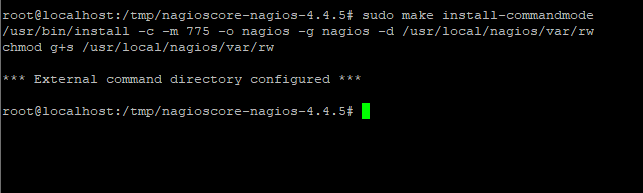 root@localhost:/tmp/nagioscore-nagios-4.4.5# sudo make install-commandmode
/usr/bin/install -c -m 775 -o nagios -g nagios -d /usr/local/nagios/var/rw
chmod g+s /usr/local/nagios/var/rw
*** External command directory configured ***
root@localhost:/tmp/nagioscore-nagios-4.4.5#